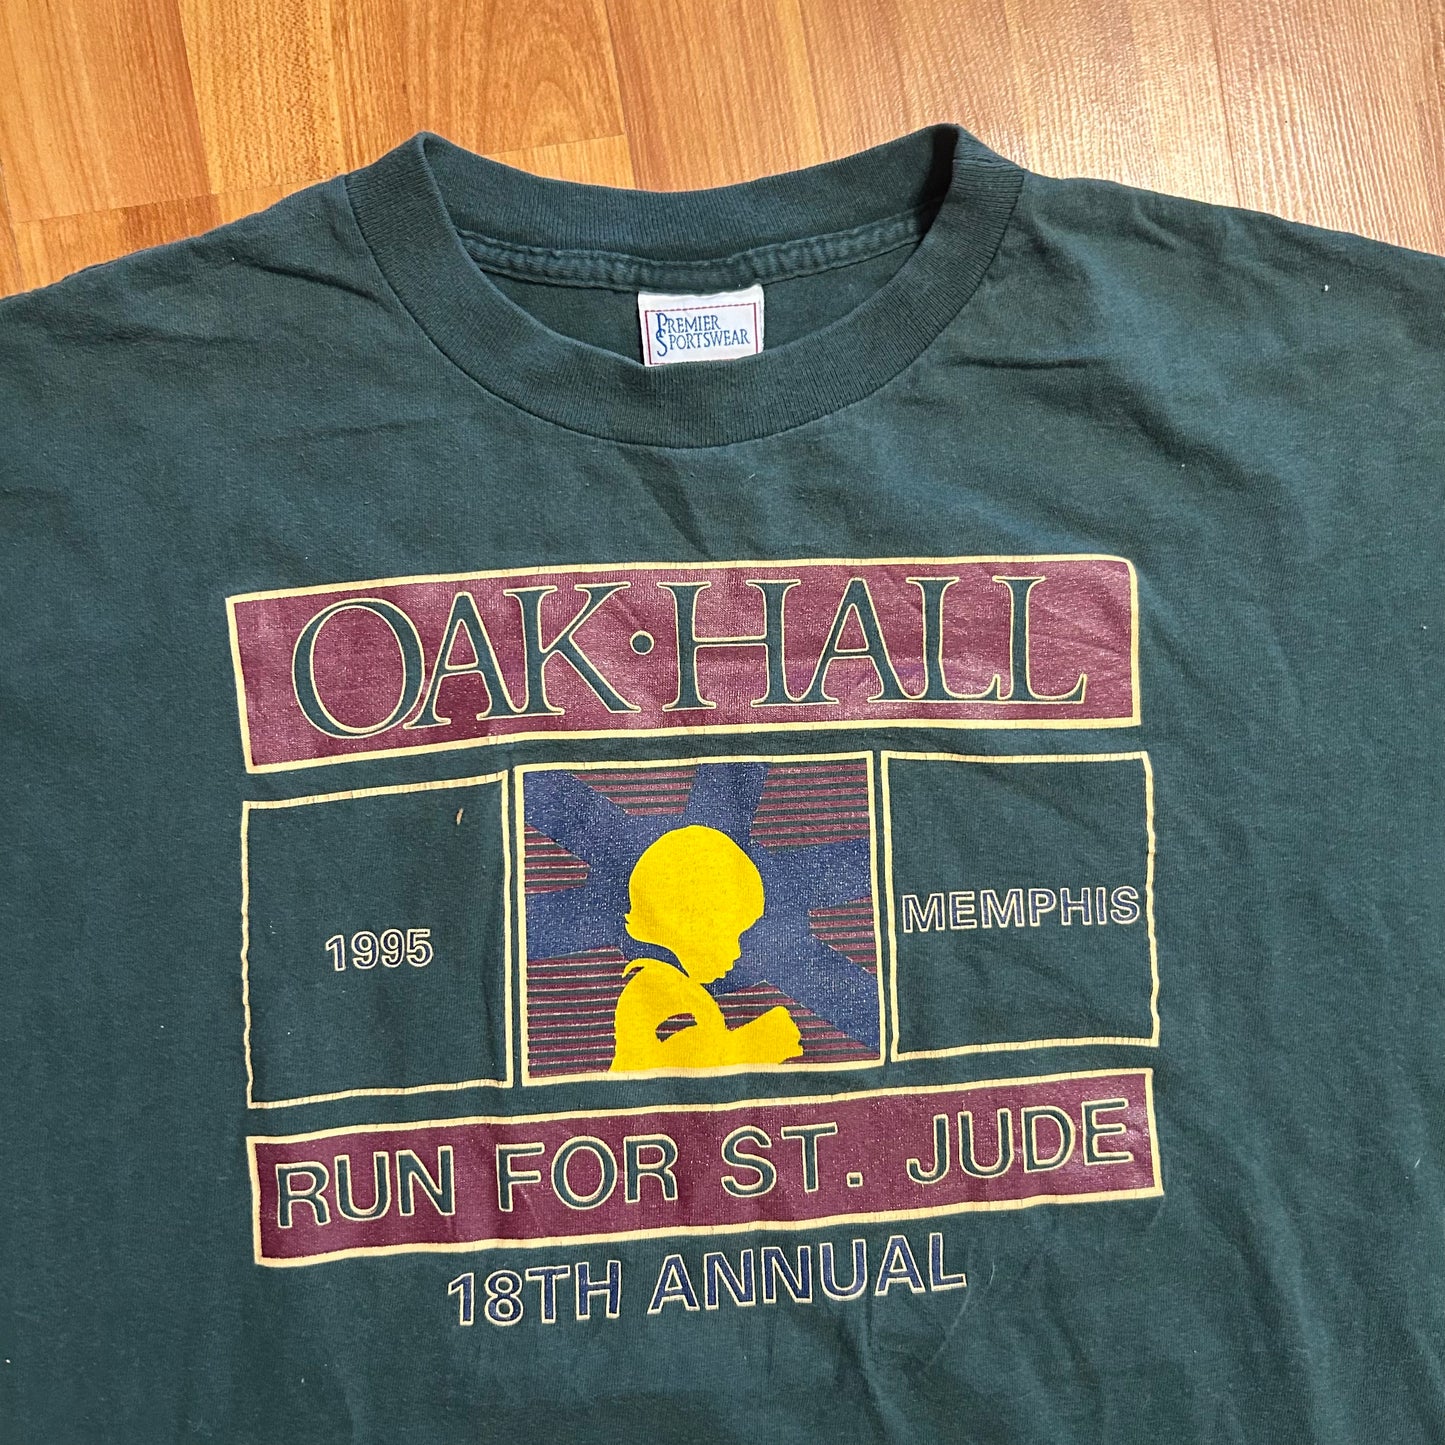 PREMIER
SPORTSWEAR
OAK·HALL
1995
MEMPHIS
RUN FOR ST. JUDE
18TH ANNUAL